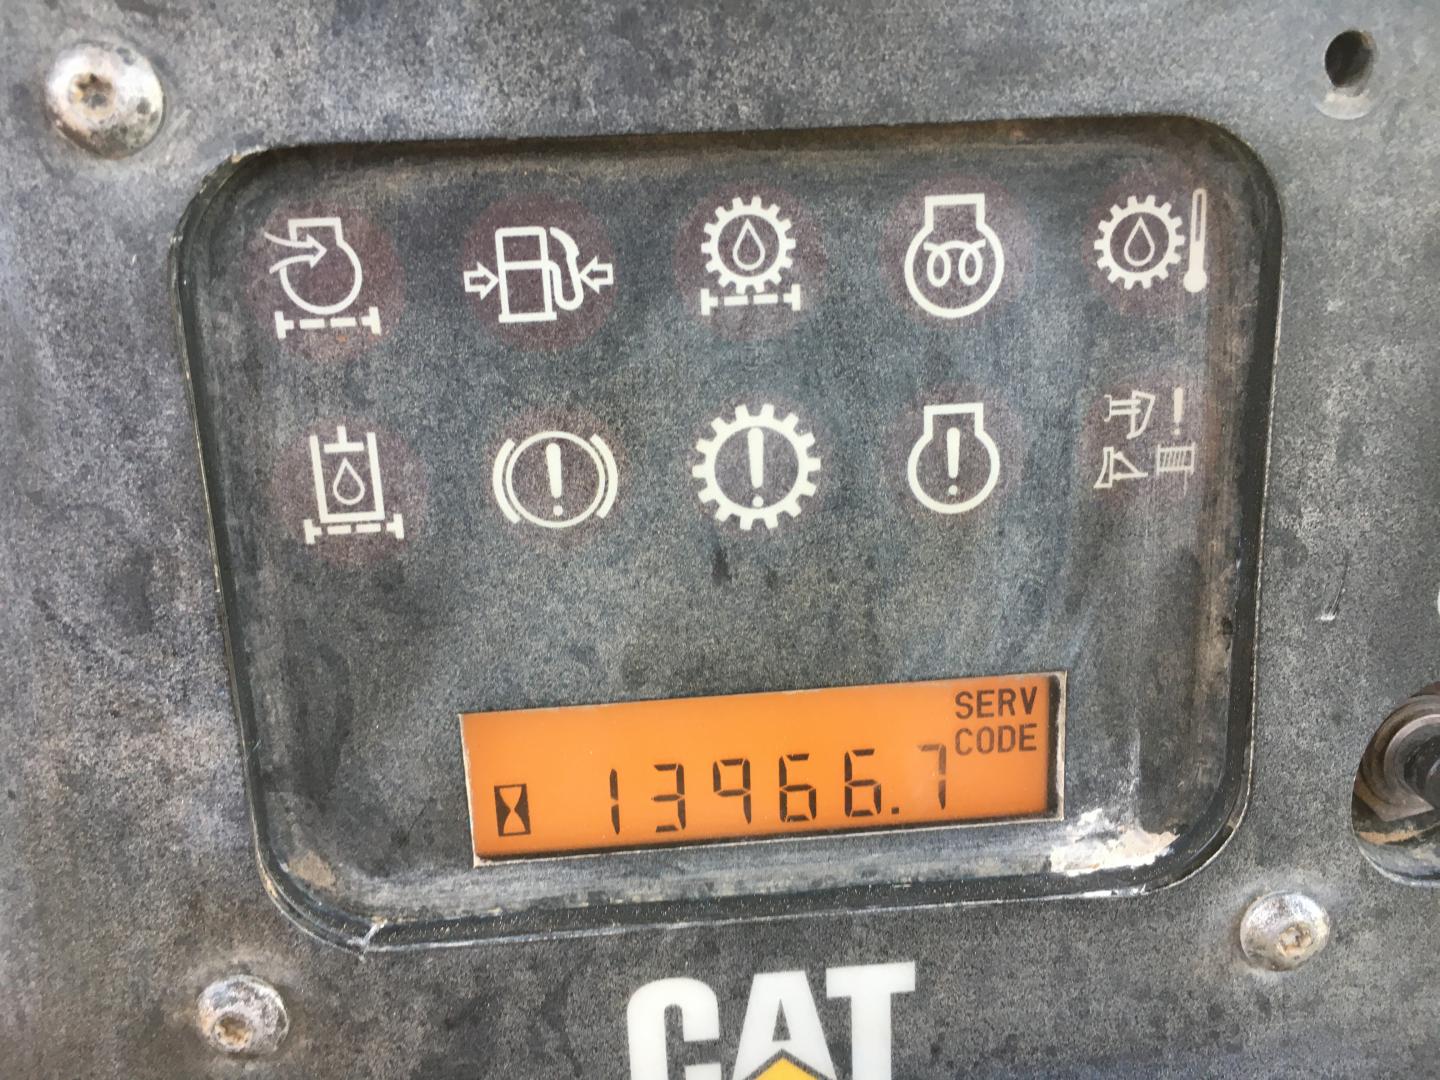 SERV
CODE
13966.7
CAT